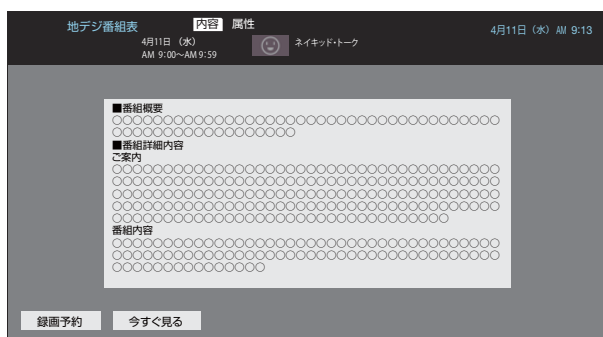 地デジ番組表 内容 属性
4月11日(水) AM 9:13
4月11日 (水)
AM 9:00~AM 9:59
ネイキッド・トーク
■番組概要
○○○○○○○○○○○○○○○○○○○○○○○○○○○○○○○○○○○○○○
○○○○○○○○○○○○○○○○○○
■番組詳細内容
ご案内
○○○○○○○○○○○○○○○○○○○○○○○○○○○○○○○○○○○○○○
○○○○○○○○○○○○○○○○○○○○○○○○○○○○○○○○○○○○○○
○○○○○○○○○○○○○○○○○○○○○○○○○○○○○○○○○○○○○○
○○○○○○○○○○○○○○○○○○○○○○○○○○○○○○○○○○○○○○
○○○○○○○○○○○○○○○○○○○○○○○○○○○○○○○○○
番組内容
○○○○○○○○○○○○○○○○○○○○○○○○○○○○○○○○○○○○○○
○○○○○○○○○○○○○○○○○○○○○○○○○○○○○○○○○○○○○○
○○○○○○○○○○○○○○○
録画予約 今すぐ見る